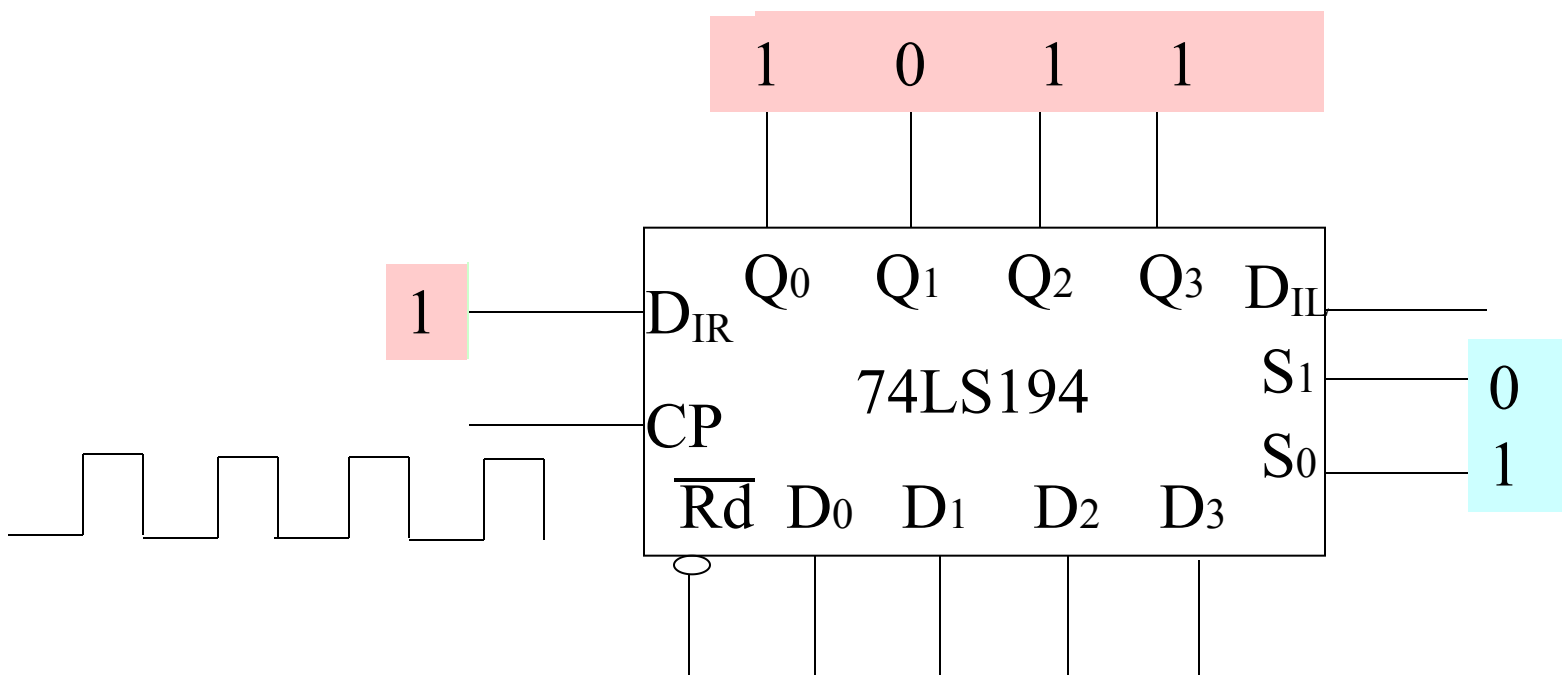 1 0 1 1
Q0 Q1 Q2 Q3
1 DIR DIL
S1 0
74LS194
CP
S0 1
R̅d̅ D0 D1 D2 D3